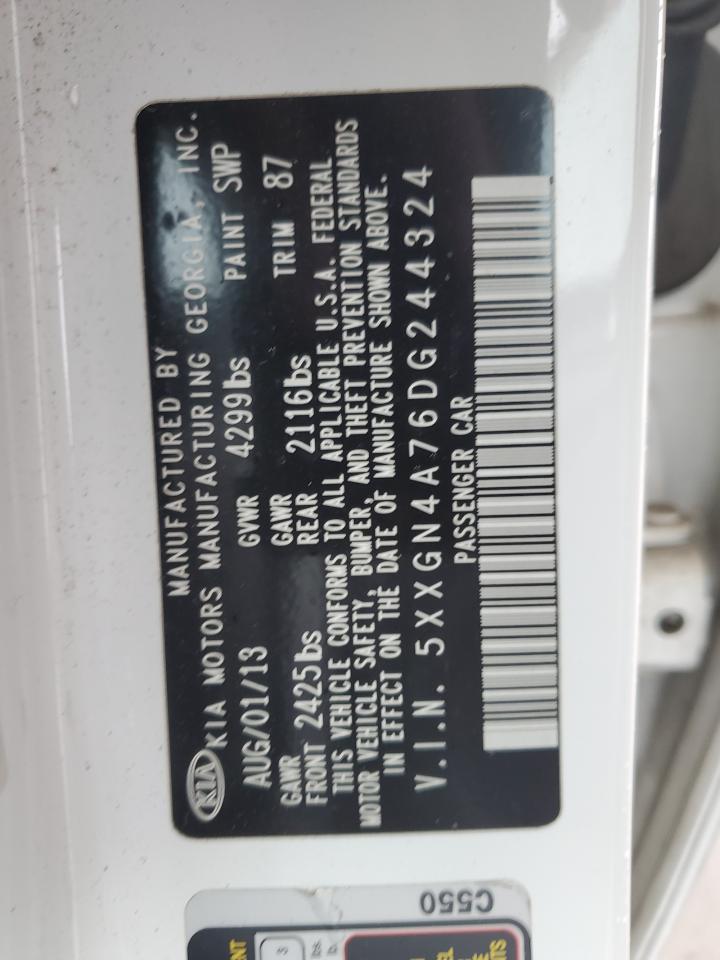 MANUFACTURED BY
KIA KIA MOTORS MANUFACTURING GEORGIA, INC.
AUG/01/13 GVWR 4299lbs PAINT SWP
GAWR FRONT 2425lbs GAWR REAR 2116lbs TRIM 87
THIS VEHICLE CONFORMS TO ALL APPLICABLE U.S.A. FEDERAL
MOTOR VEHICLE SAFETY, BUMPER, AND THEFT PREVENTION STANDARDS
IN EFFECT ON THE DATE OF MANUFACTURE SHOWN ABOVE.
V.I.N. 5XXGN4A76DG244324
PASSENGER CAR
C550